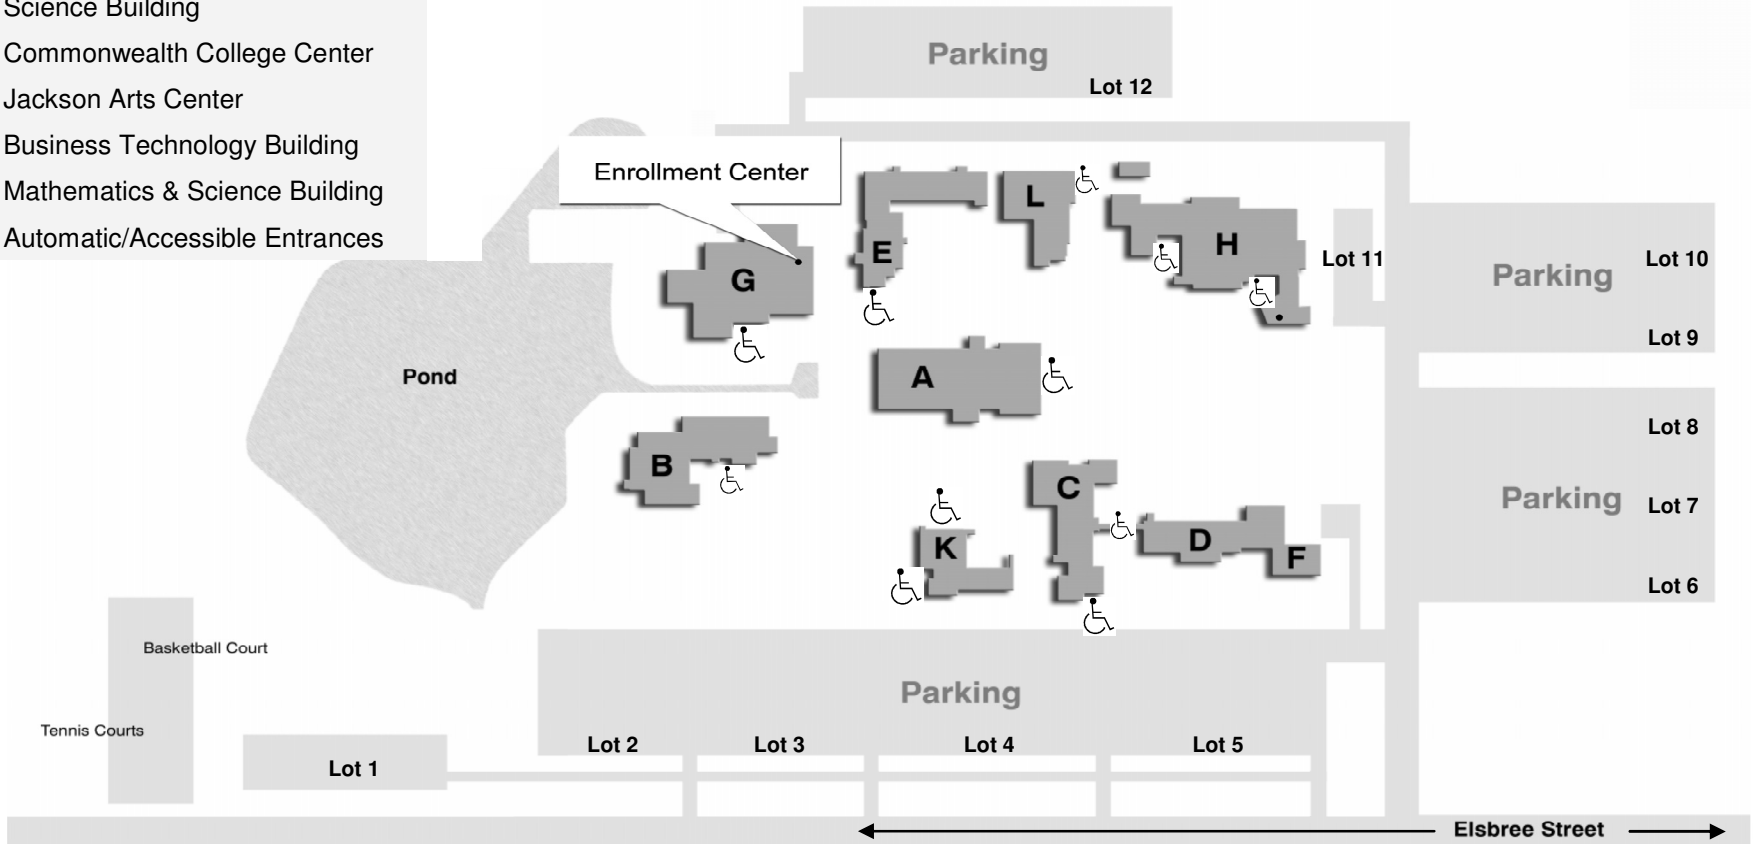 Science Building
Commonwealth College Center
Jackson Arts Center
Business Technology Building
Mathematics & Science Building
Automatic/Accessible Entrances
Parking
Lot 12
Enrollment Center
L
E
H
G
Lot 11
Parking
Lot 10
Lot 9
Pond
A
B
C
D
F
K
Lot 8
Parking
Lot 7
Lot 6
Basketball Court
Tennis Courts
Parking
Lot 1
Lot 2
Lot 3
Lot 4
Lot 5
Elsbree Street